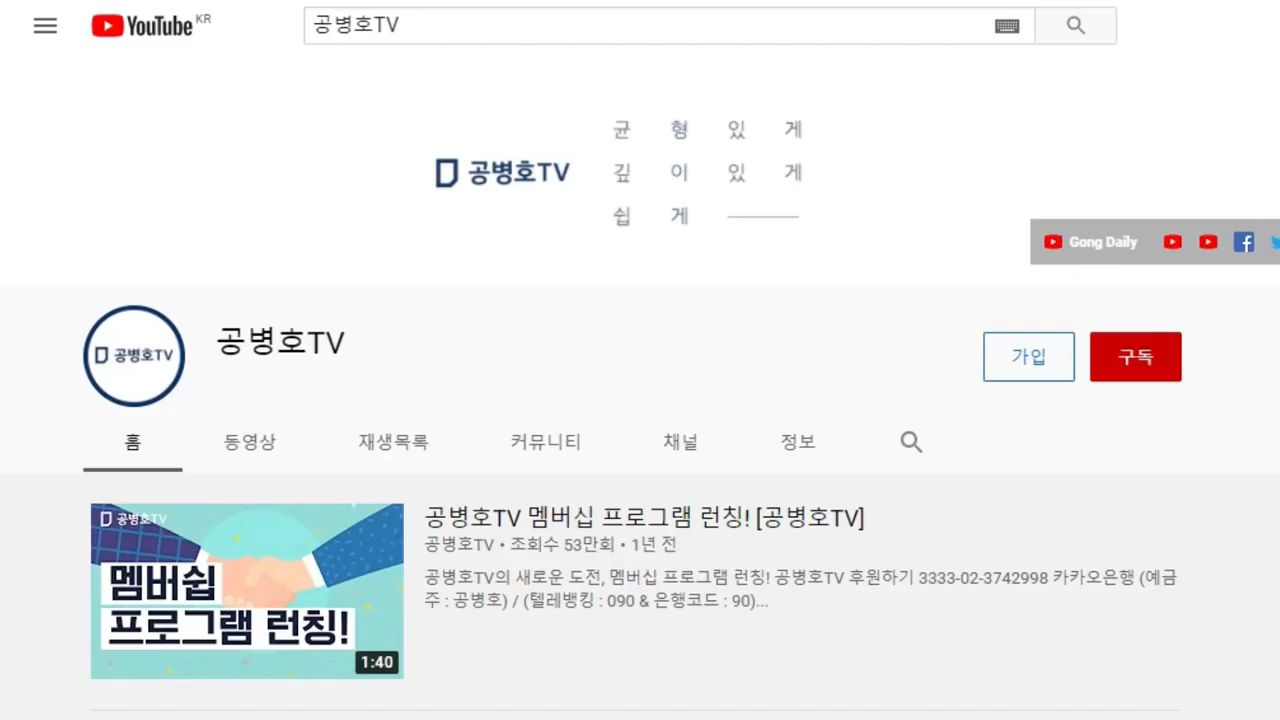 YouTube KR
공병호TV
공병호TV
균 형 있 게
깊 이 있 게
쉽 게
Gong Daily
공병호TV
공병호TV
가입
구독
홈
동영상
재생목록
커뮤니티
채널
정보
공병호TV
멤버쉽
프로그램 런칭!
1:40
공병호TV 멤버십 프로그램 런칭! [공병호TV]
공병호TV • 조회수 53만회 • 1년 전
공병호TV의 새로운 도전, 멤버십 프로그램 런칭! 공병호TV 후원하기 3333-02-3742998 카카오은행 (예금
주 : 공병호) / (텔레뱅킹 : 090 & 은행코드 : 90)...